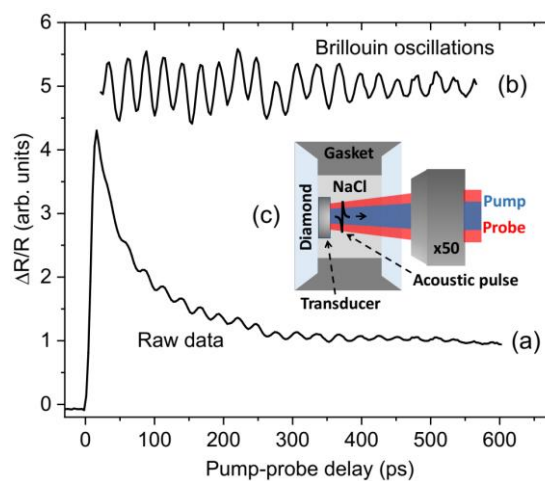 6
5
4
3
2
1
0
ΔR/R (arb. units)
Brillouin oscillations
(b)
Gasket
NaCl
(c)
Diamond
Pump
Probe
x50
Acoustic pulse
Transducer
Raw data
(a)
0 100 200 300 400 500 600
Pump-probe delay (ps)